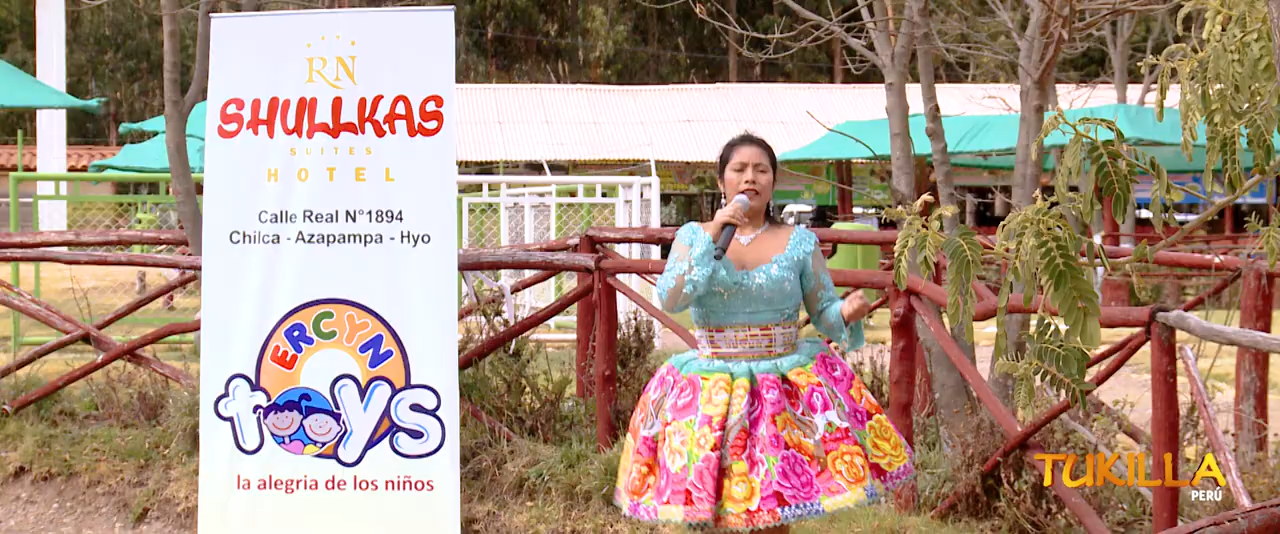 RN
SHULLKAS
SUITES
HOTEL
Calle Real N°1894
Chilca - Azapampa - Hyo
ERCYN
toys
la alegria de los niños
TUKILLA
PERÚ